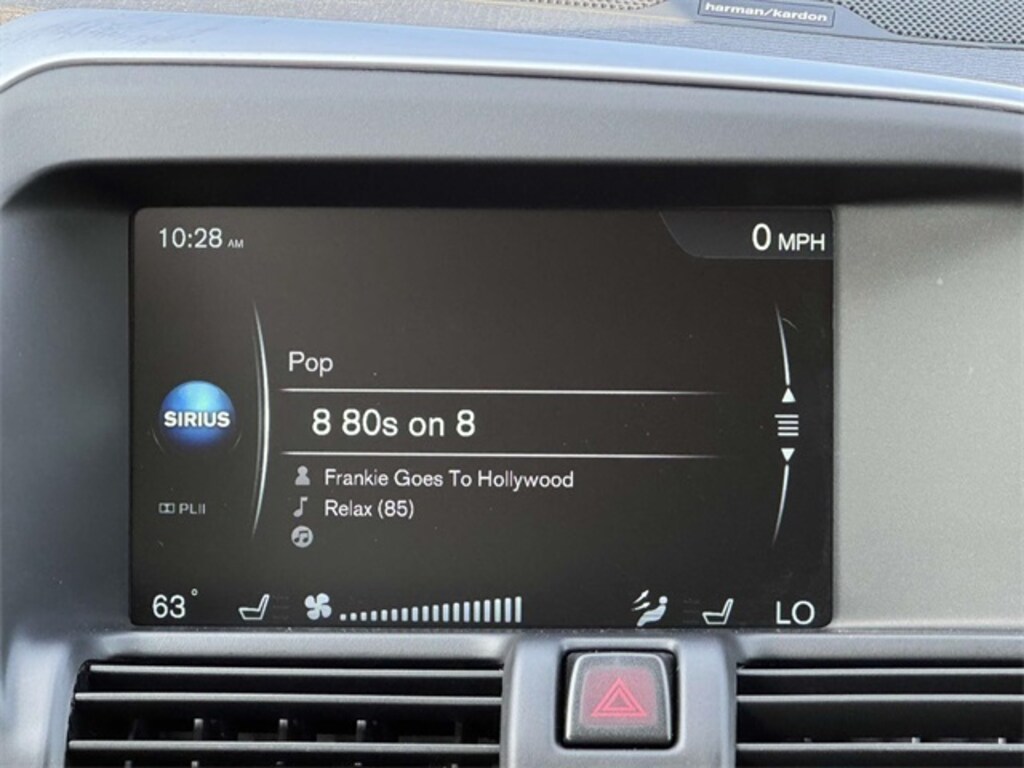 harman/kardon
10:28 AM
0 MPH
Pop
SIRIUS
8 80s on 8
Frankie Goes To Hollywood
Relax (85)
PLII
63°
LO